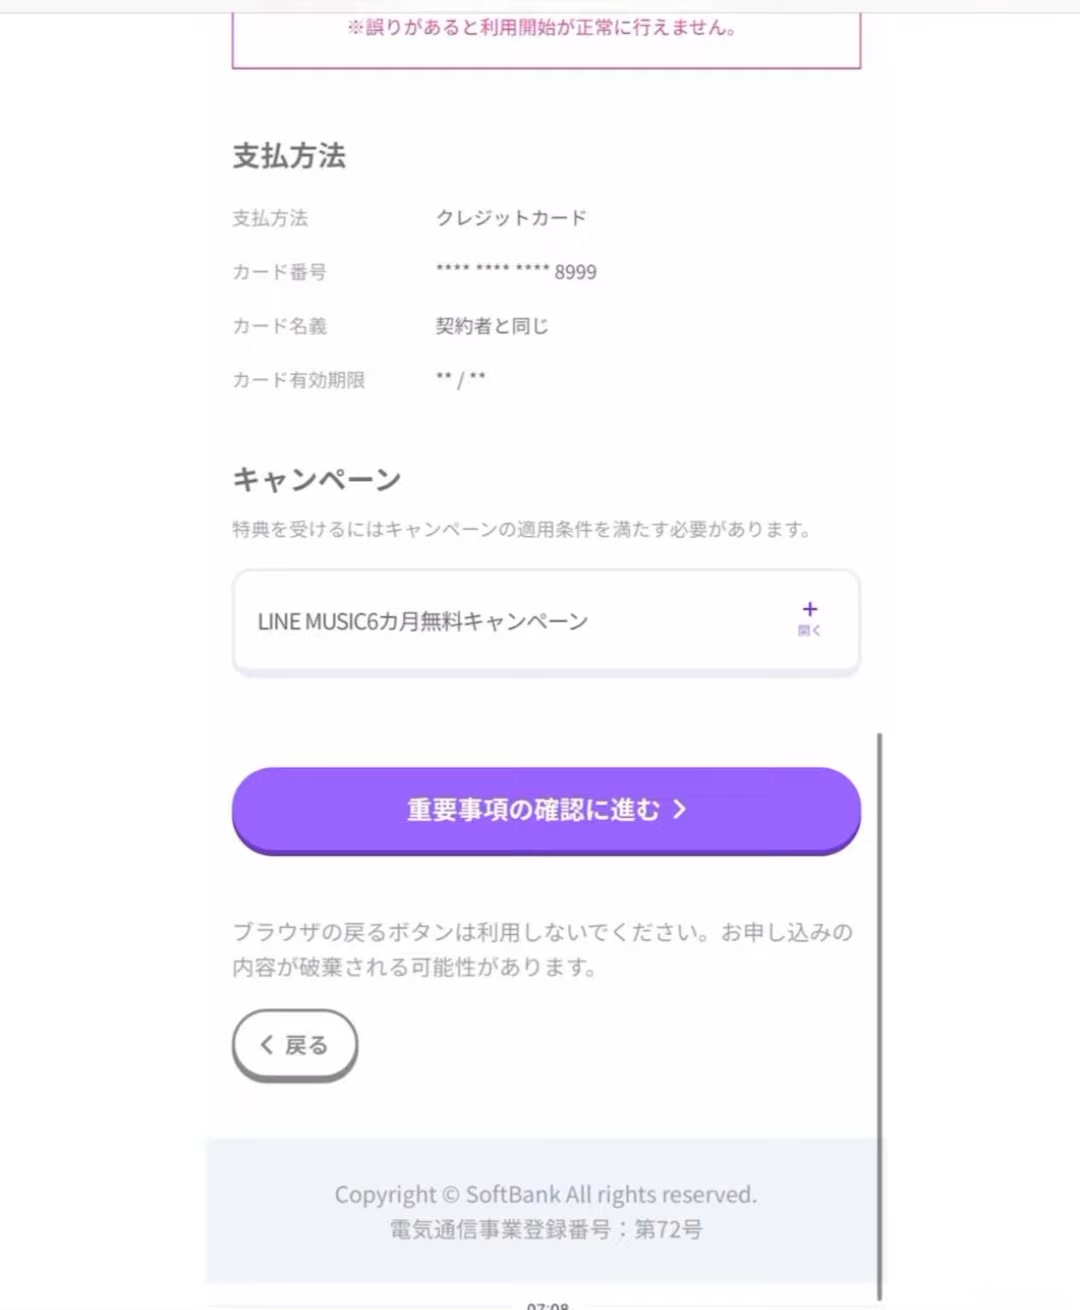 ※誤りがあると利用開始が正常に行えません。
支払方法
支払方法 クレジットカード
カード番号 **** **** **** 8999
カード名義 契約者と同じ
カード有効期限 ** / **
キャンペーン
特典を受けるにはキャンペーンの適用条件を満たす必要があります。
LINE MUSIC6カ月無料キャンペーン
+
開く
重要事項の確認に進む >
ブラウザの戻るボタンは利用しないでください。お申し込みの
内容が破棄される可能性があります。
< 戻る
Copyright © SoftBank All rights reserved.
電気通信事業登録番号：第72号
07:08